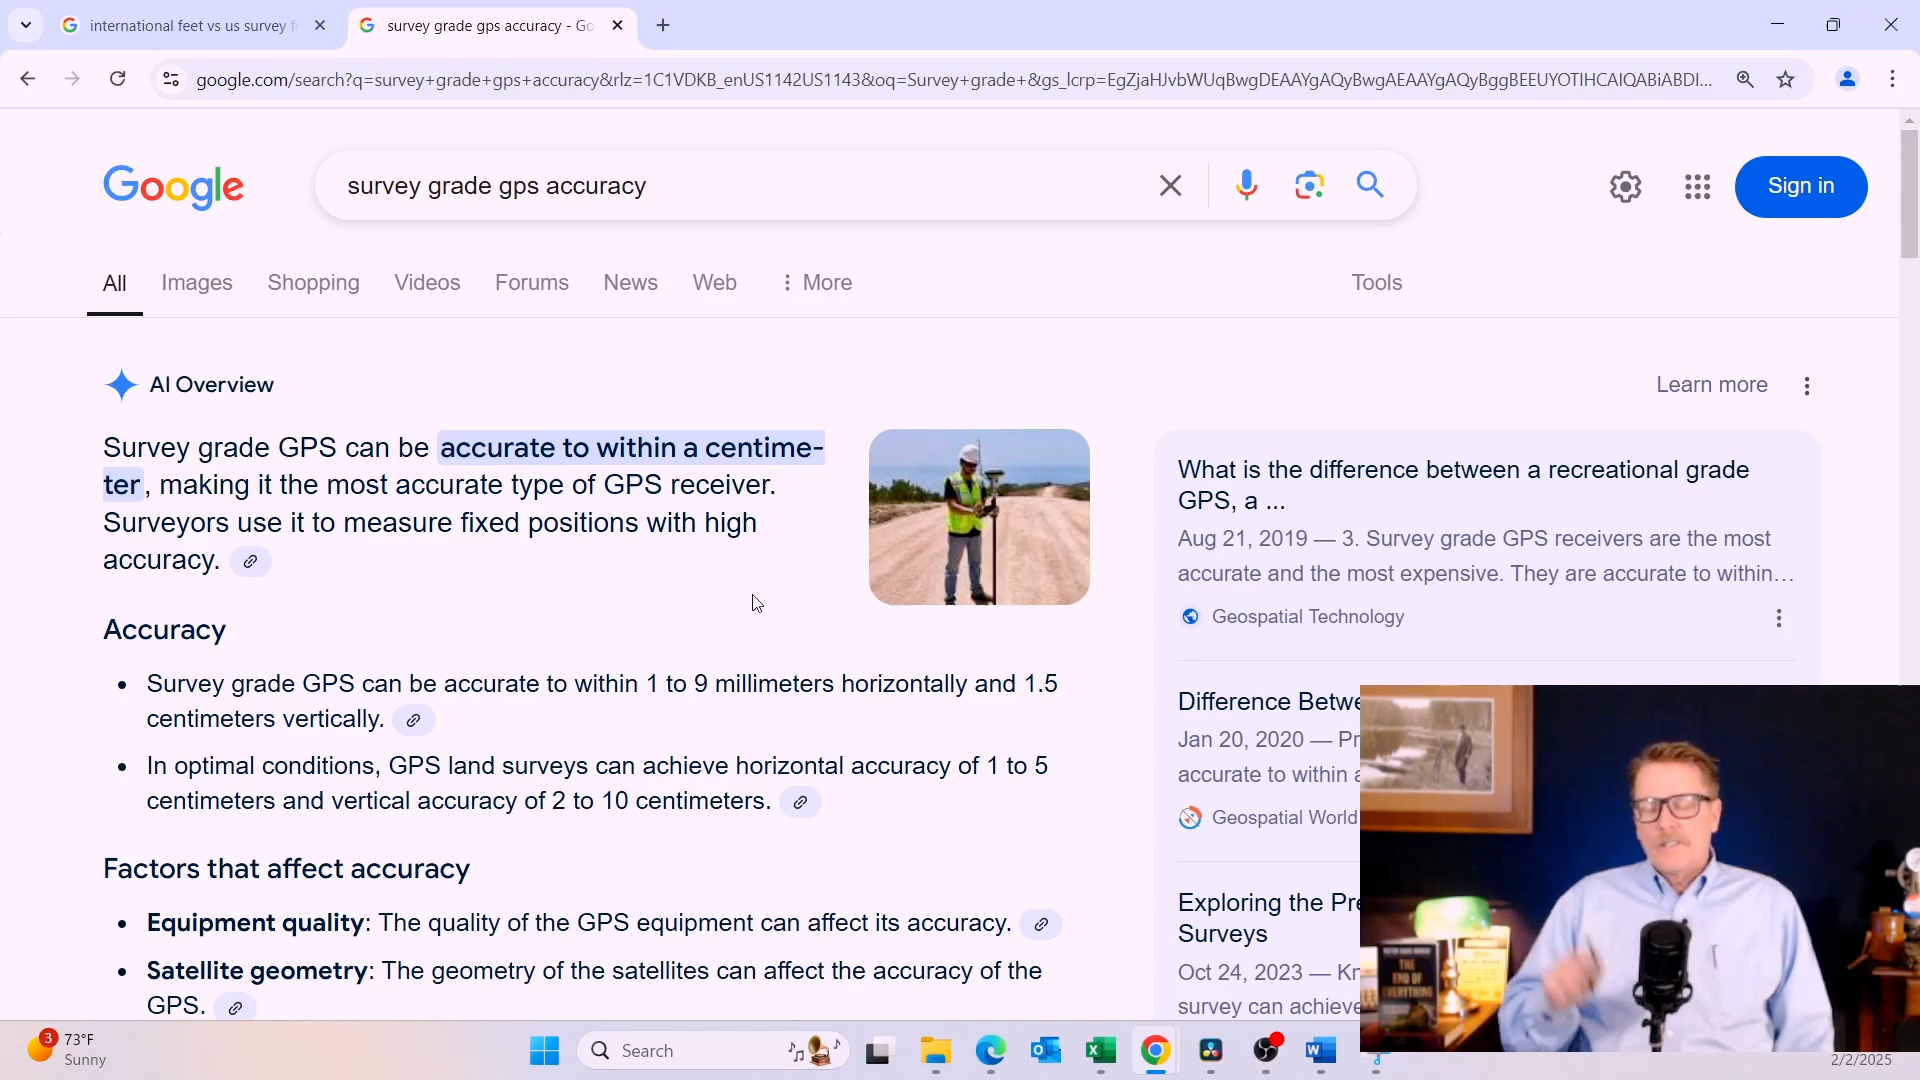 international feet vs us survey f
survey grade gps accuracy - Go
google.com/search?q=survey+grade+gps+accuracy&rlz=1C1VDKB_enUS1142US1143&oq=Survey+grade+&gs_lcrp=EgZjaHJvbWUqBwgDEAAYgAQyBwgAEAAYgAQyBggBEEUYOTIHCAIQABiABDI...
Google
survey grade gps accuracy
Sign in
All Images Shopping Videos Forums News Web More Tools
AI Overview
Learn more
Survey grade GPS can be accurate to within a centime-
ter, making it the most accurate type of GPS receiver.
Surveyors use it to measure fixed positions with high
accuracy.
Accuracy
• Survey grade GPS can be accurate to within 1 to 9 millimeters horizontally and 1.5
centimeters vertically.
• In optimal conditions, GPS land surveys can achieve horizontal accuracy of 1 to 5
centimeters and vertical accuracy of 2 to 10 centimeters.
Factors that affect accuracy
• Equipment quality: The quality of the GPS equipment can affect its accuracy.
• Satellite geometry: The geometry of the satellites can affect the accuracy of the
GPS.
What is the difference between a recreational grade
GPS, a ...
Aug 21, 2019 — 3. Survey grade GPS receivers are the most
accurate and the most expensive. They are accurate to within...
Geospatial Technology
Difference Betwe
Jan 20, 2020 — Pr
accurate to within a
Geospatial World
Exploring the Pre
Surveys
Oct 24, 2023 — Kn
survey can achieve
THE
END OF
EVERYTHING
3
73°F
Sunny
Search
2/2/2025